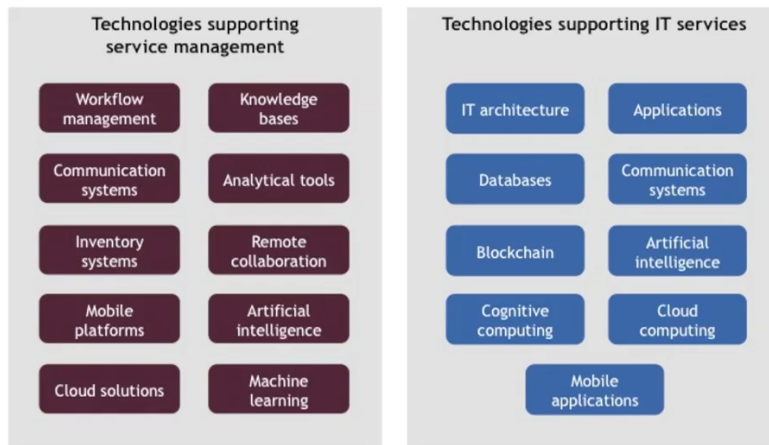 Technologies supporting
service management
Workflow
management
Knowledge
bases
Communication
systems
Analytical tools
Inventory
systems
Remote
collaboration
Mobile
platforms
Artificial
intelligence
Cloud solutions
Machine
learning
Technologies supporting IT services
IT architecture
Applications
Databases
Communication
systems
Blockchain
Artificial
intelligence
Cognitive
computing
Cloud
computing
Mobile
applications